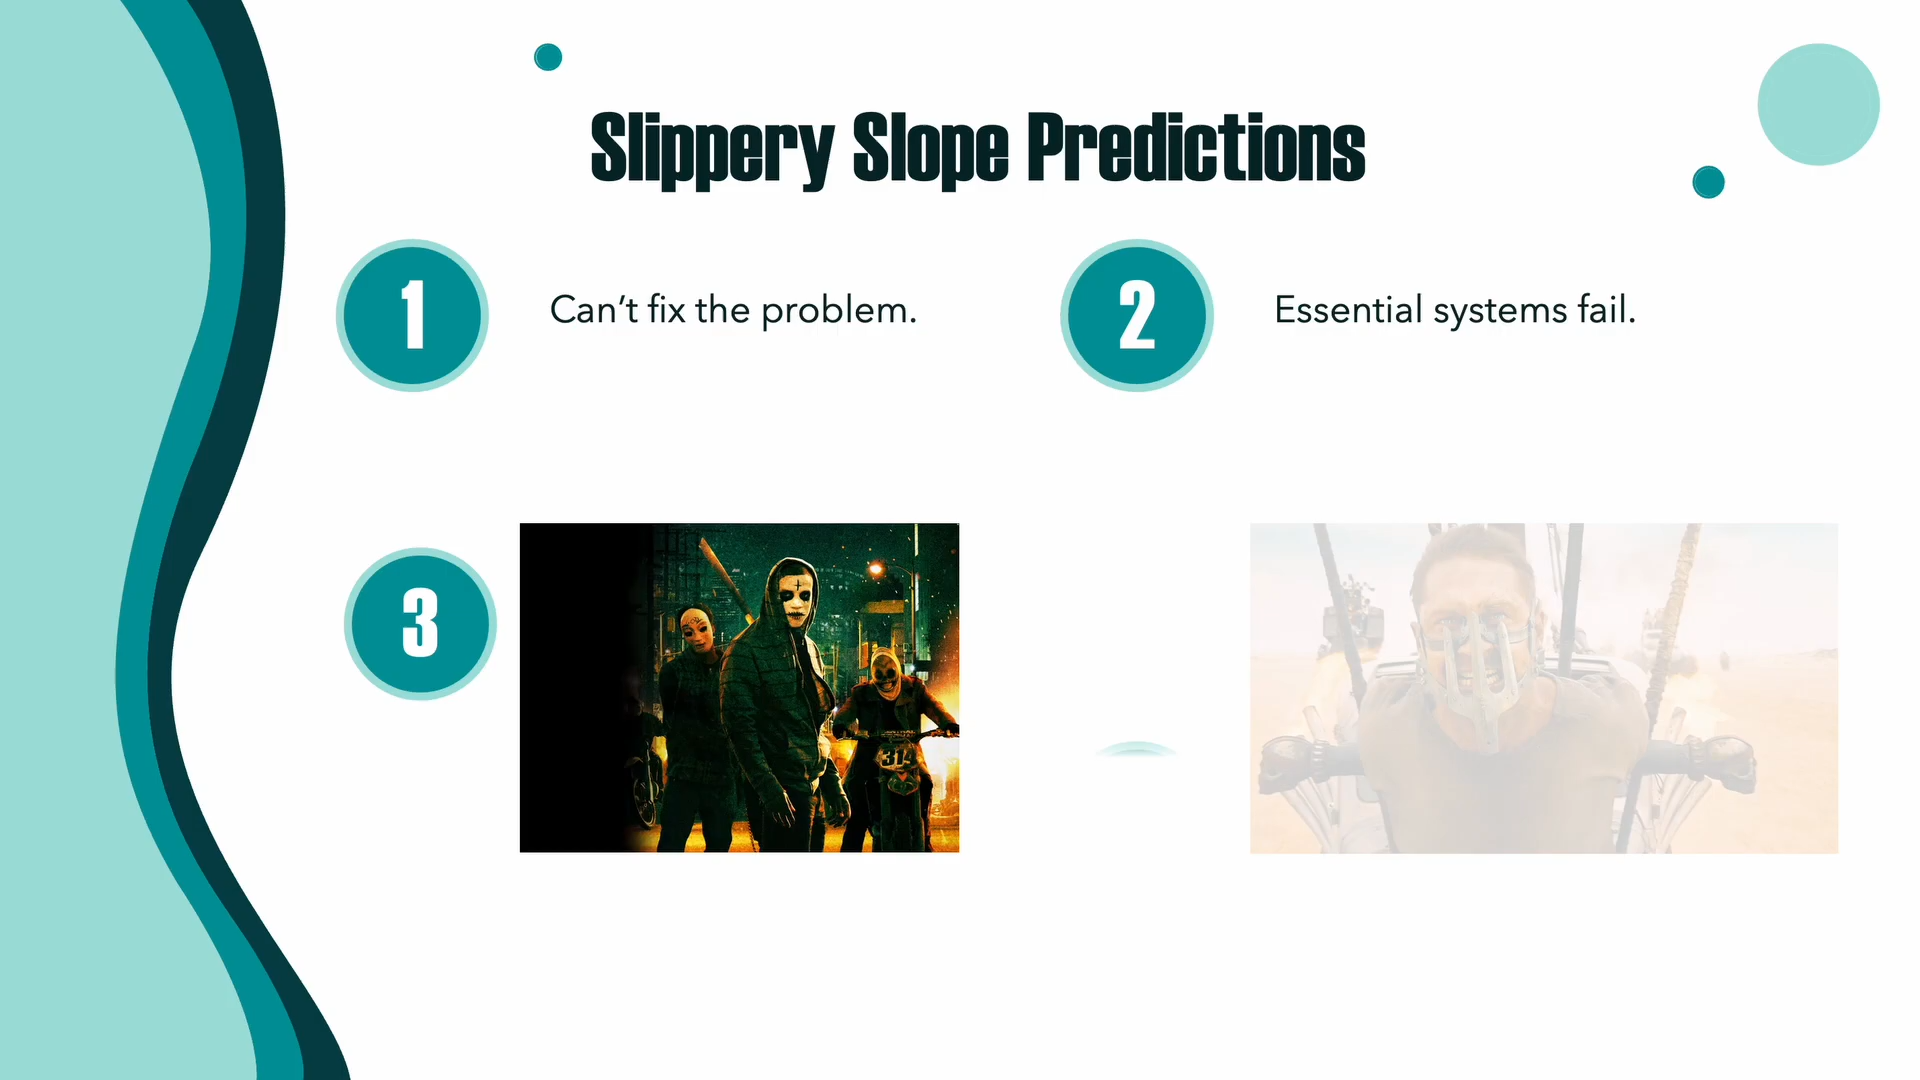 Slippery Slope Predictions
1
Can’t fix the problem.
2
Essential systems fail.
3